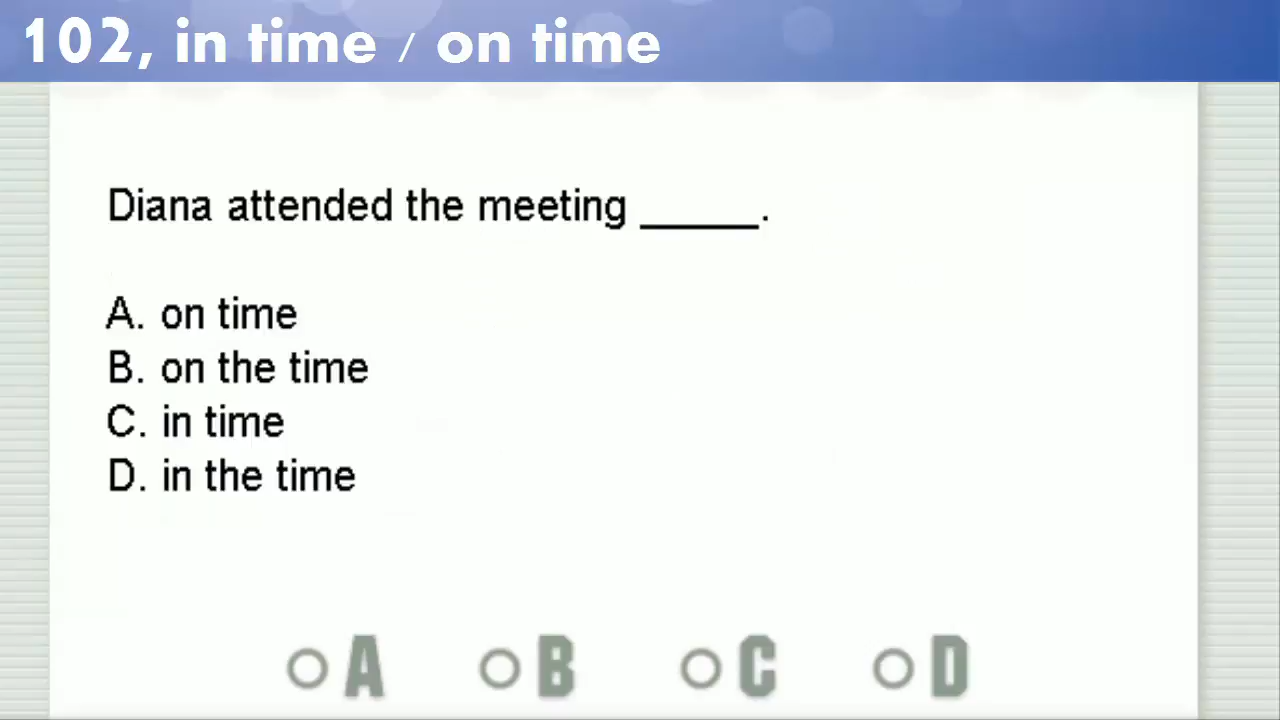 102, in time / on time
Diana attended the meeting _____.
A. on time
B. on the time
C. in time
D. in the time
A B C D